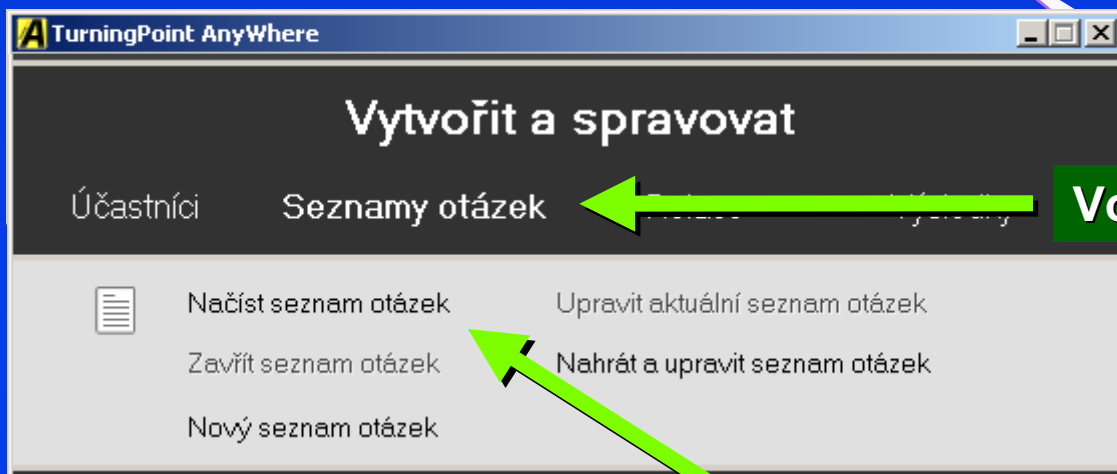 TurningPoint AnyWhere
Vytvořit a spravovat
Účastníci Seznamy otázek
Načíst seznam otázek Upravit aktuální seznam otázek
Zavřít seznam otázek Nahrát a upravit seznam otázek
Nový seznam otázek